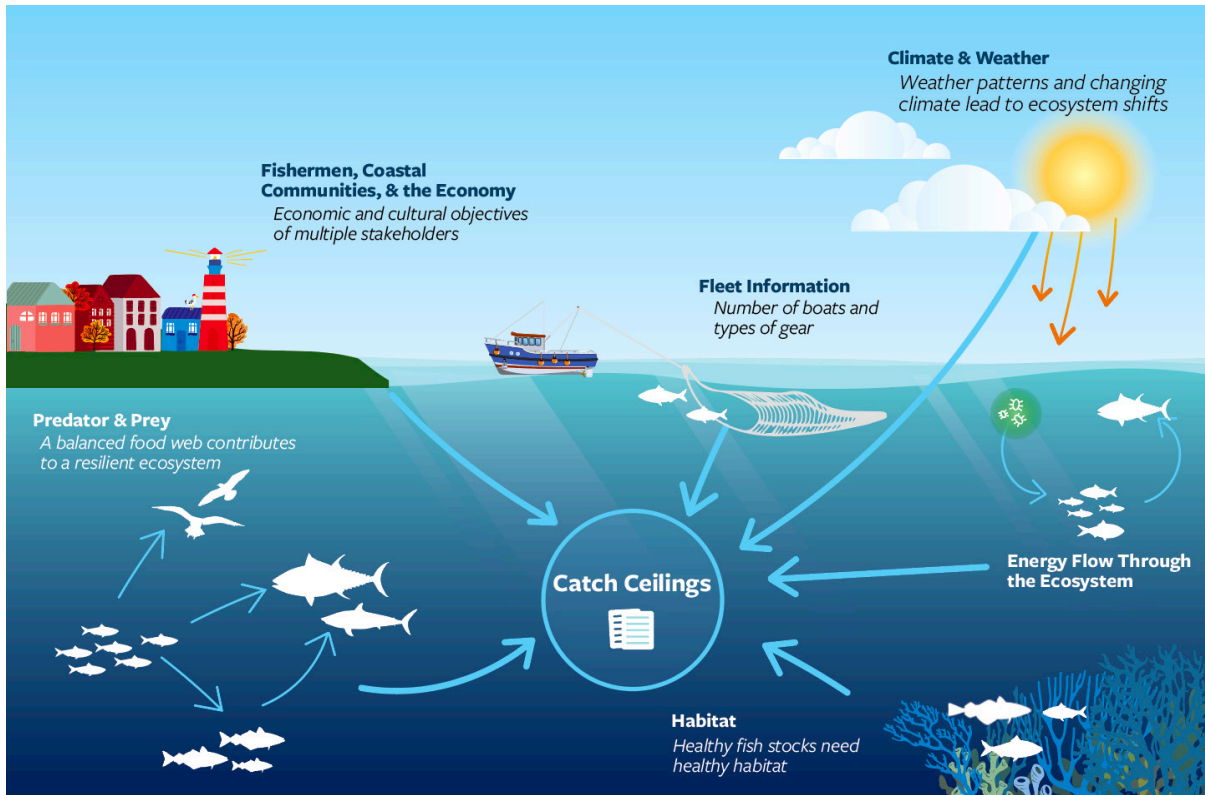 Climate & Weather
Weather patterns and changing
climate lead to ecosystem shifts
Fishermen, Coastal
Communities, & the Economy
Economic and cultural objectives
of multiple stakeholders
Fleet Information
Number of boats and
types of gear
Predator & Prey
A balanced food web contributes
to a resilient ecosystem
Catch Ceilings
Energy Flow Through
the Ecosystem
Habitat
Healthy fish stocks need
healthy habitat